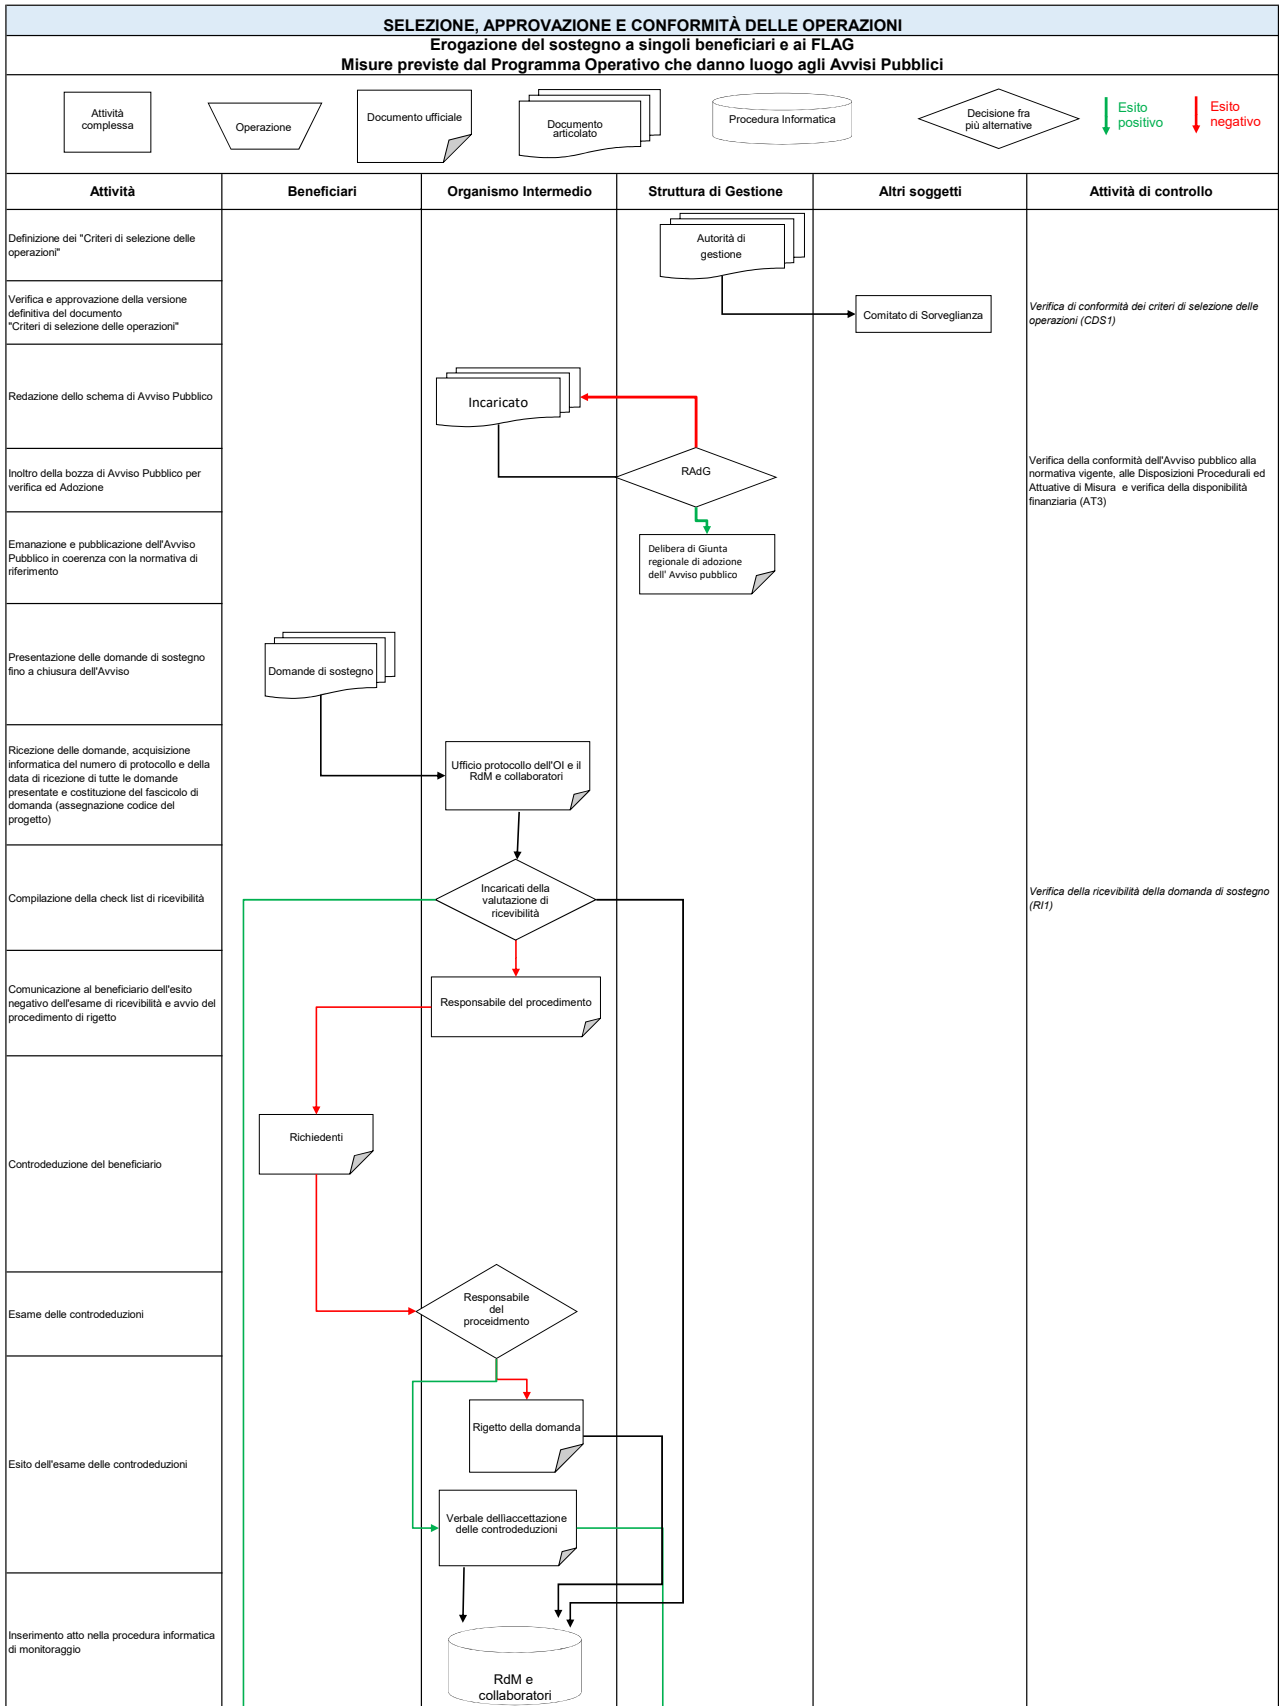 SELEZIONE, APPROVAZIONE E CONFORMITÀ DELLE OPERAZIONI
Erogazione del sostegno a singoli beneficiari e ai FLAG
Misure previste dal Programma Operativo che danno luogo agli Avvisi Pubblici
Attività
complessa
Operazione
Documento ufficiale
Documento
articolato
Procedura Informatica
Decisione fra
più alternative
Esito
positivo
Esito
negativo
Attività
Beneficiari
Organismo Intermedio
Struttura di Gestione
Altri soggetti
Attività di controllo
Definizione dei "Criteri di selezione delle
operazioni"
Autorità di
gestione
Verifica e approvazione della versione
definitiva del documento
"Criteri di selezione delle operazioni"
Comitato di Sorveglianza
Verifica di conformità dei criteri di selezione delle
operazioni (CDS1)
Redazione dello schema di Avviso Pubblico
Incaricato
Inoltro della bozza di Avviso Pubblico per
verifica ed Adozione
RAdG
Verifica della conformità dell'Avviso pubblico alla
normativa vigente, alle Disposizioni Procedurali ed
Attuative di Misura e verifica della disponibilità
finanziaria (AT3)
Emanazione e pubblicazione dell'Avviso
Pubblico in coerenza con la normativa di
riferimento
Delibera di Giunta
regionale di adozione
dell' Avviso pubblico
Presentazione delle domande di sostegno
fino a chiusura dell'Avviso
Domande di sostegno
Ricezione delle domande, acquisizione
informatica del numero di protocollo e della
data di ricezione di tutte le domande
presentate e costituzione del fascicolo di
domanda (assegnazione codice del
progetto)
Ufficio protocollo dell'OI e il
RdM e collaboratori
Compilazione della check list di ricevibilità
Incaricati della
valutazione di
ricevibilità
Verifica della ricevibilità della domanda di sostegno
(RI1)
Comunicazione al beneficiario dell'esito
negativo dell'esame di ricevibilità e avvio del
procedimento di rigetto
Responsabile del procedimento
Controdeduzione del beneficiario
Richiedenti
Esame delle controdeduzioni
Responsabile
del
proceidmento
Esito dell'esame delle controdeduzioni
Rigetto della domanda
Verbale dellìaccettazione
delle controdeduzioni
Inserimento atto nella procedura informatica
di monitoraggio
RdM e
collaboratori